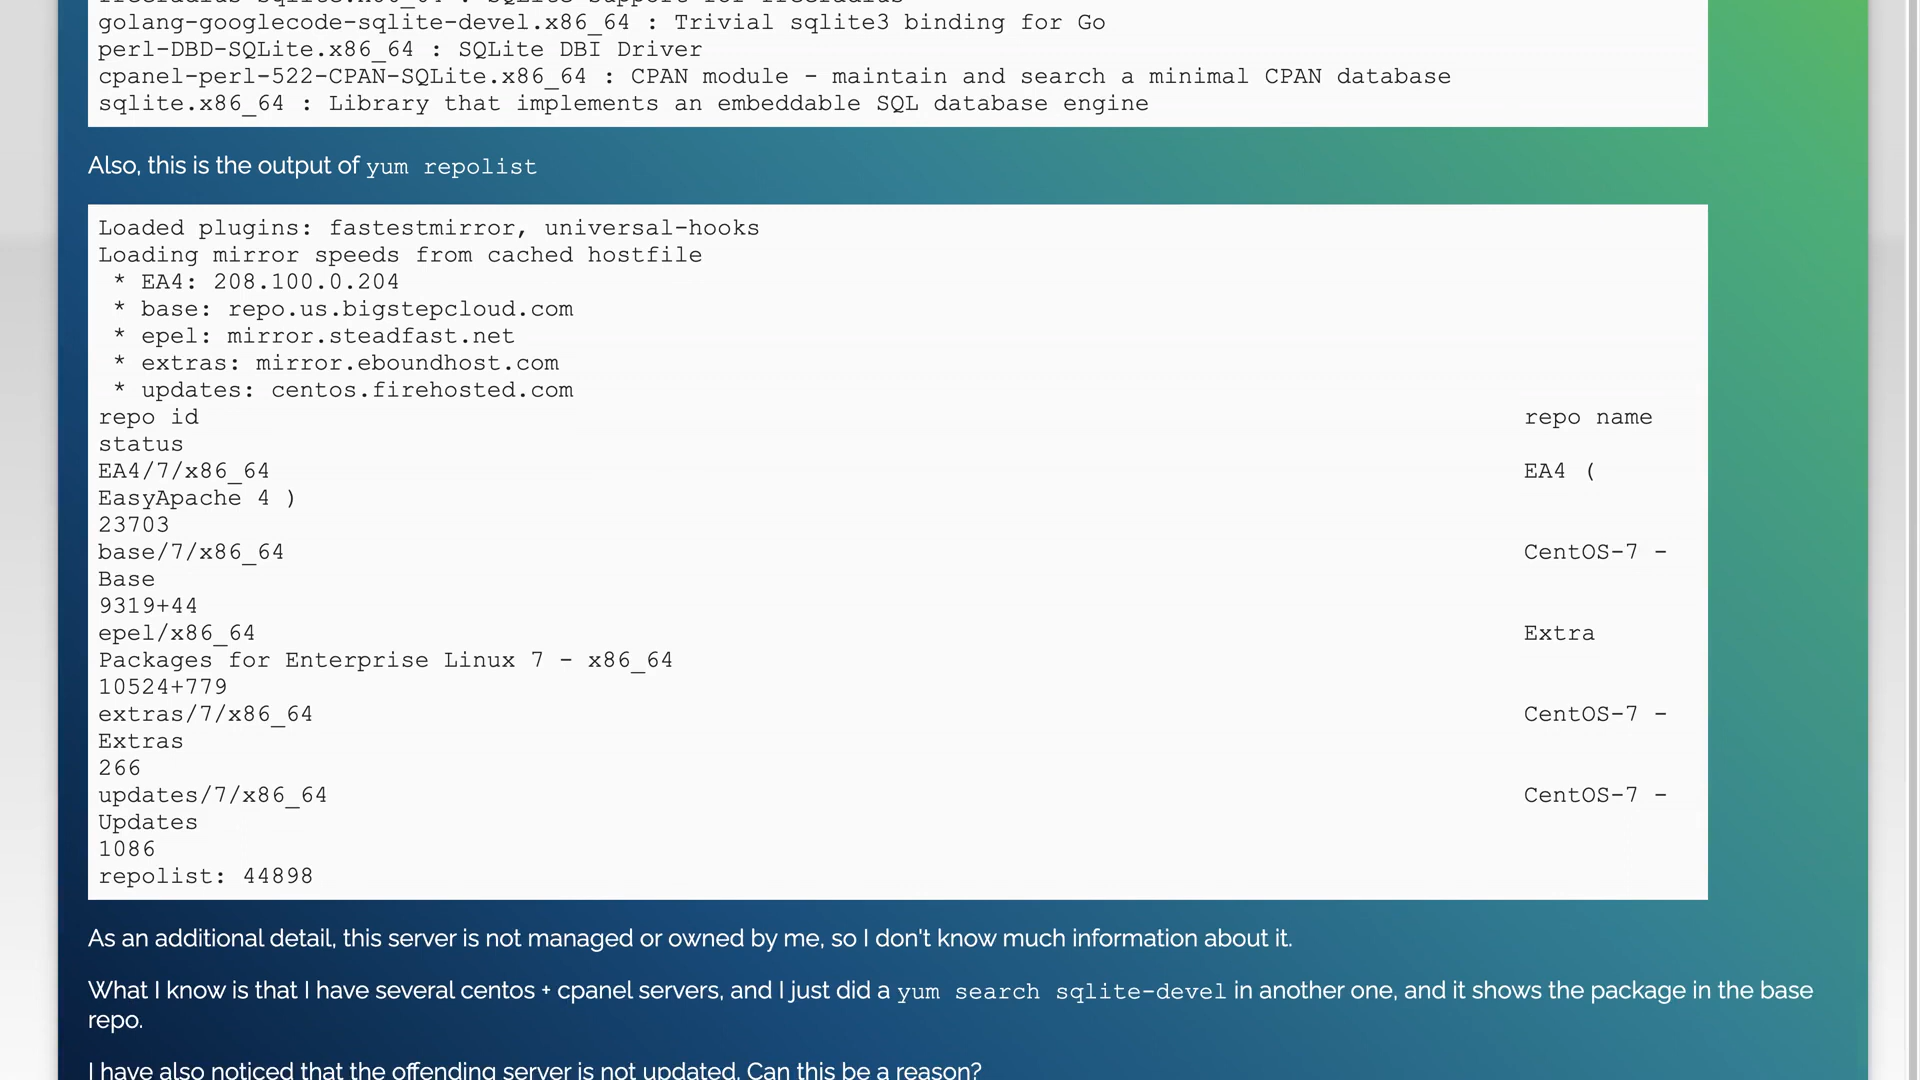 golang-googlecode-sqlite-devel.x86_64 : Trivial sqlite3 binding for Go
perl-DBD-SQLite.x86_64 : SQLite DBI Driver
cpanel-perl-522-CPAN-SQLite.x86_64 : CPAN module - maintain and search a minimal CPAN database
sqlite.x86_64 : Library that implements an embeddable SQL database engine
Also, this is the output of yum repolist
Loaded plugins: fastestmirror, universal-hooks
Loading mirror speeds from cached hostfile
* EA4: 208.100.0.204
* base: repo.us.bigstepcloud.com
* epel: mirror.steadfast.net
* extras: mirror.eboundhost.com
* updates: centos.firehosted.com
repo id repo name
status
EA4/7/x86_64 EA4 (
EasyApache 4 )
23703
base/7/x86_64 CentOS-7 -
Base
9319+44
epel/x86_64 Extra
Packages for Enterprise Linux 7 - x86_64
10524+779
extras/7/x86_64 CentOS-7 -
Extras
266
updates/7/x86_64 CentOS-7 -
Updates
1086
repolist: 44898
As an additional detail, this server is not managed or owned by me, so I don't know much information about it.
What I know is that I have several centos + cpanel servers, and I just did a yum search sqlite-devel in another one, and it shows the package in the base
repo.
I have also noticed that the offending server is not updated. Can this be a reason?